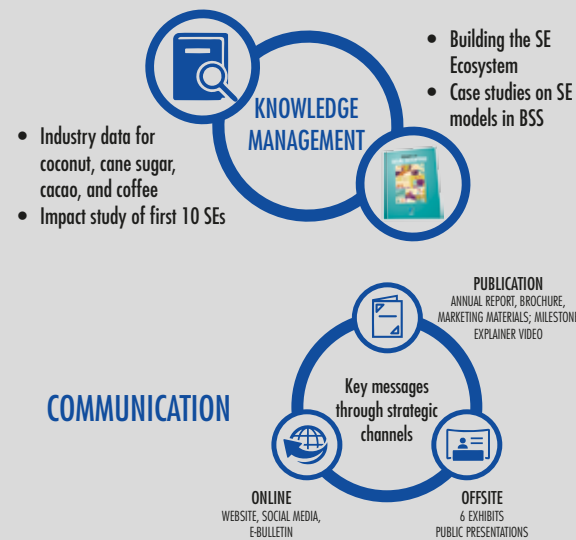 • Building the SE
Ecosystem
• Case studies on SE
models in BSS
KNOWLEDGE
MANAGEMENT
• Industry data for
coconut, cane sugar,
cacao, and coffee
• Impact study of first 10 SEs
PUBLICATION
ANNUAL REPORT, BROCHURE,
MARKETING MATERIALS; MILESTON
EXPLAINER VIDEO
COMMUNICATION
Key messages
through strategic
channels
ONLINE
WEBSITE, SOCIAL MEDIA,
E-BULLETIN
OFFSITE
6 EXHIBITS
PUBLIC PRESENTATIONS